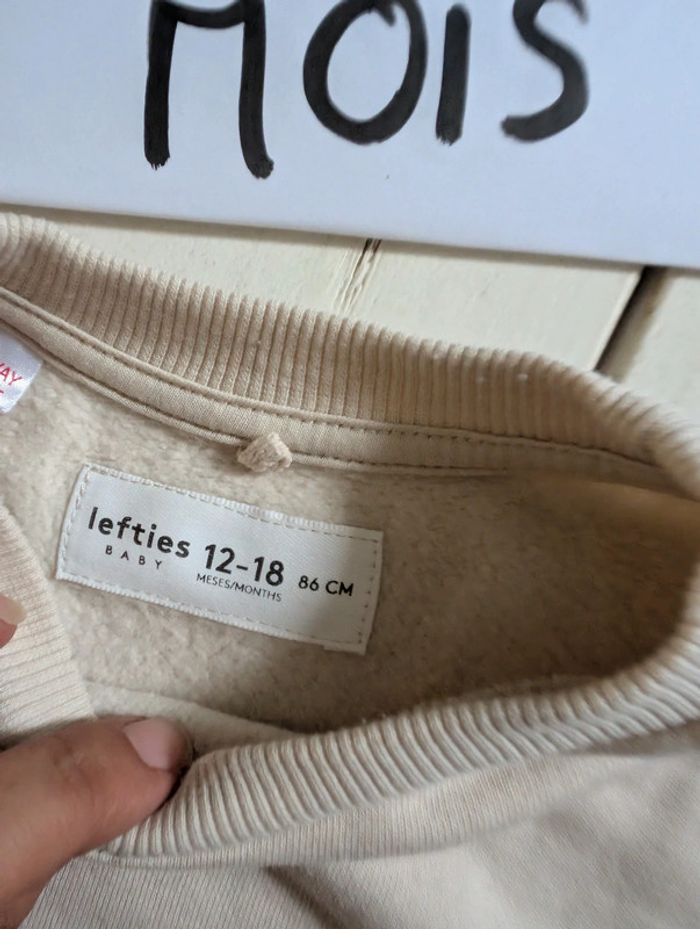 MOIS
lefties
BABY
12-18
MESES/MONTHS
86 CM